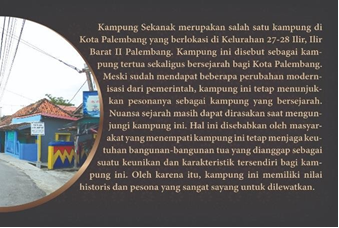 Kampung Sekanak merupakan salah satu kampung di
Kota Palembang yang berlokasi di Kelurahan 27-28 Ilir, Ilir
Barat II Palembang. Kampung ini disebut sebagai kam-
pung tertua sekaligus bersejarah bagi Kota Palembang.
Meski sudah mendapat beberapa perubahan modern-
isasi dari pemerintah, kampung ini tetap menunjuk-
kan pesonanya sebagai kampung yang bersejarah.
Nuansa sejarah masih dapat dirasakan saat mengun-
jungi kampung ini. Hal ini disebabkan oleh masyar-
akat yang menempati kampung ini tetap menjaga keu-
tuhan bangunan-bangunan tua yang dianggap sebagai
suatu keunikan dan karakteristik tersendiri bagi kam-
pung ini. Oleh karena itu, kampung ini memiliki nilai
historis dan pesona yang sangat sayang untuk dilewatkan.